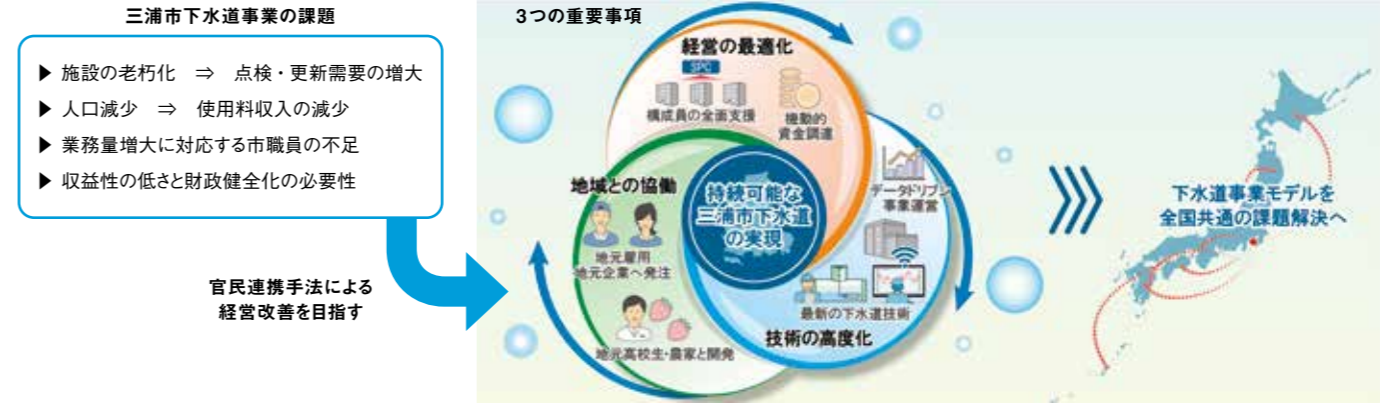 三浦市下水道事業の課題
▶ 施設の老朽化 ⇒ 点検・更新需要の増大
▶ 人口減少 ⇒ 使用料収入の減少
▶ 業務量増大に対応する市職員の不足
▶ 収益性の低さと財政健全化の必要性
官民連携手法による
経営改善を目指す
3つの重要事項
経営の最適化
SPC
構成員の全面支援
機動的
資金調達
地域との協働
地元雇用
地元企業へ発注
地元高校生・農家と開発
持続可能な
三浦市下水道
の実現
データドリブン
事業運営
最新の下水道技術
技術の高度化
下水道事業モデルを
全国共通の課題解決へ